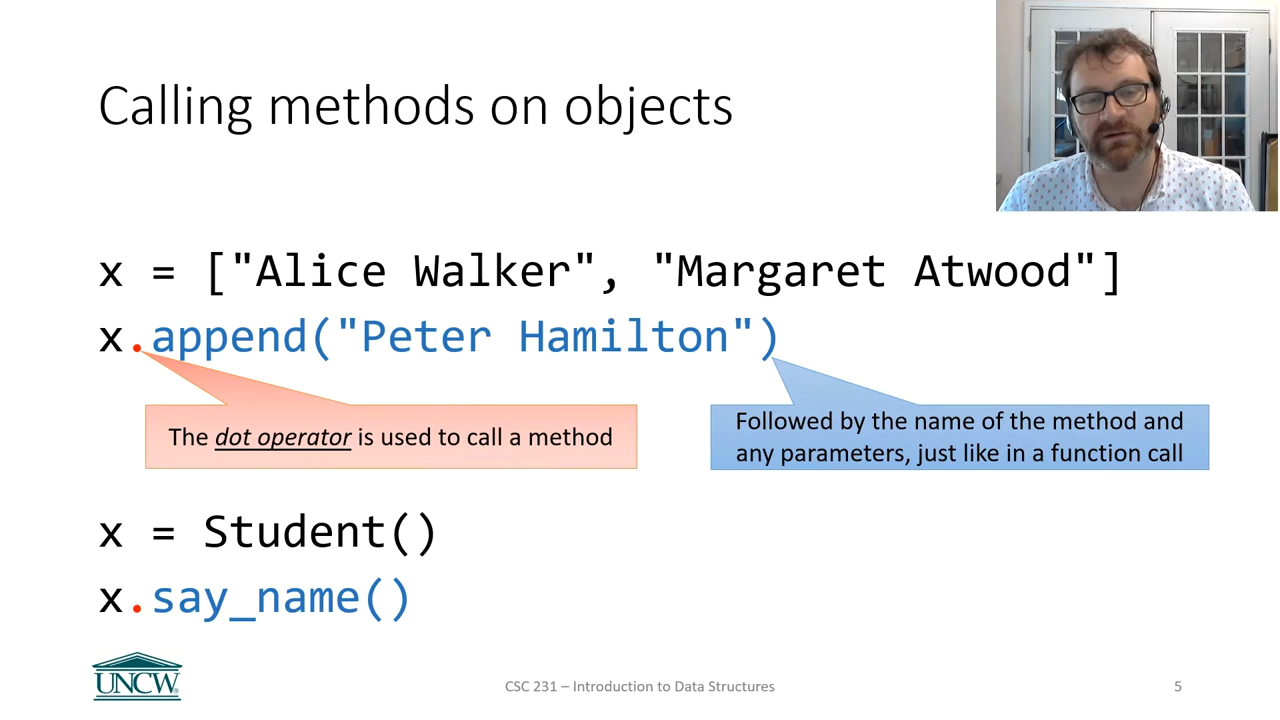 Calling methods on objects
x = ["Alice Walker", "Margaret Atwood"]
x.append("Peter Hamilton")
The dot operator is used to call a method
Followed by the name of the method and
any parameters, just like in a function call
x = Student()
x.say_name()
UNCW
CSC 231 – Introduction to Data Structures
5